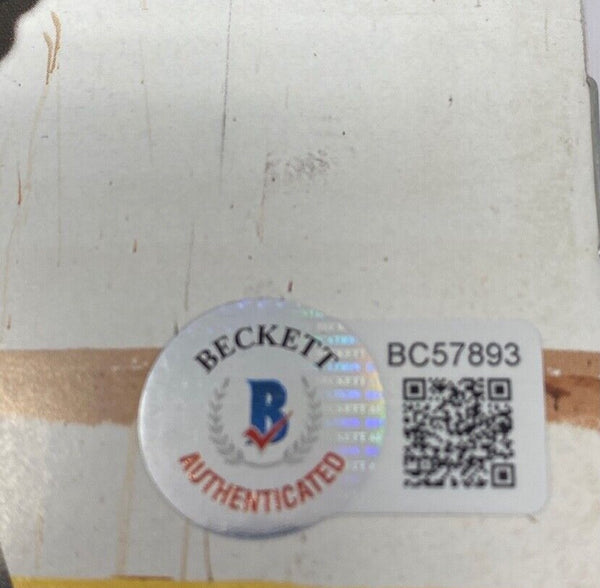 BECKETT
B
AUTHENTICATED
BC57893